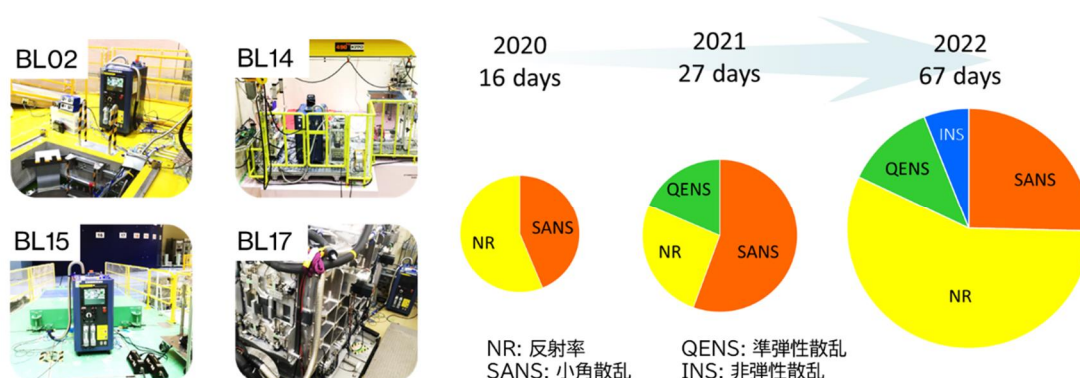 BL02
BL14
BL15
BL17
2020
16 days
2021
27 days
2022
67 days
NR
SANS
QENS
NR
SANS
INS
QENS
SANS
NR
NR: 反射率
SANS: 小角散乱
QENS: 準弾性散乱
INS: 非弾性散乱